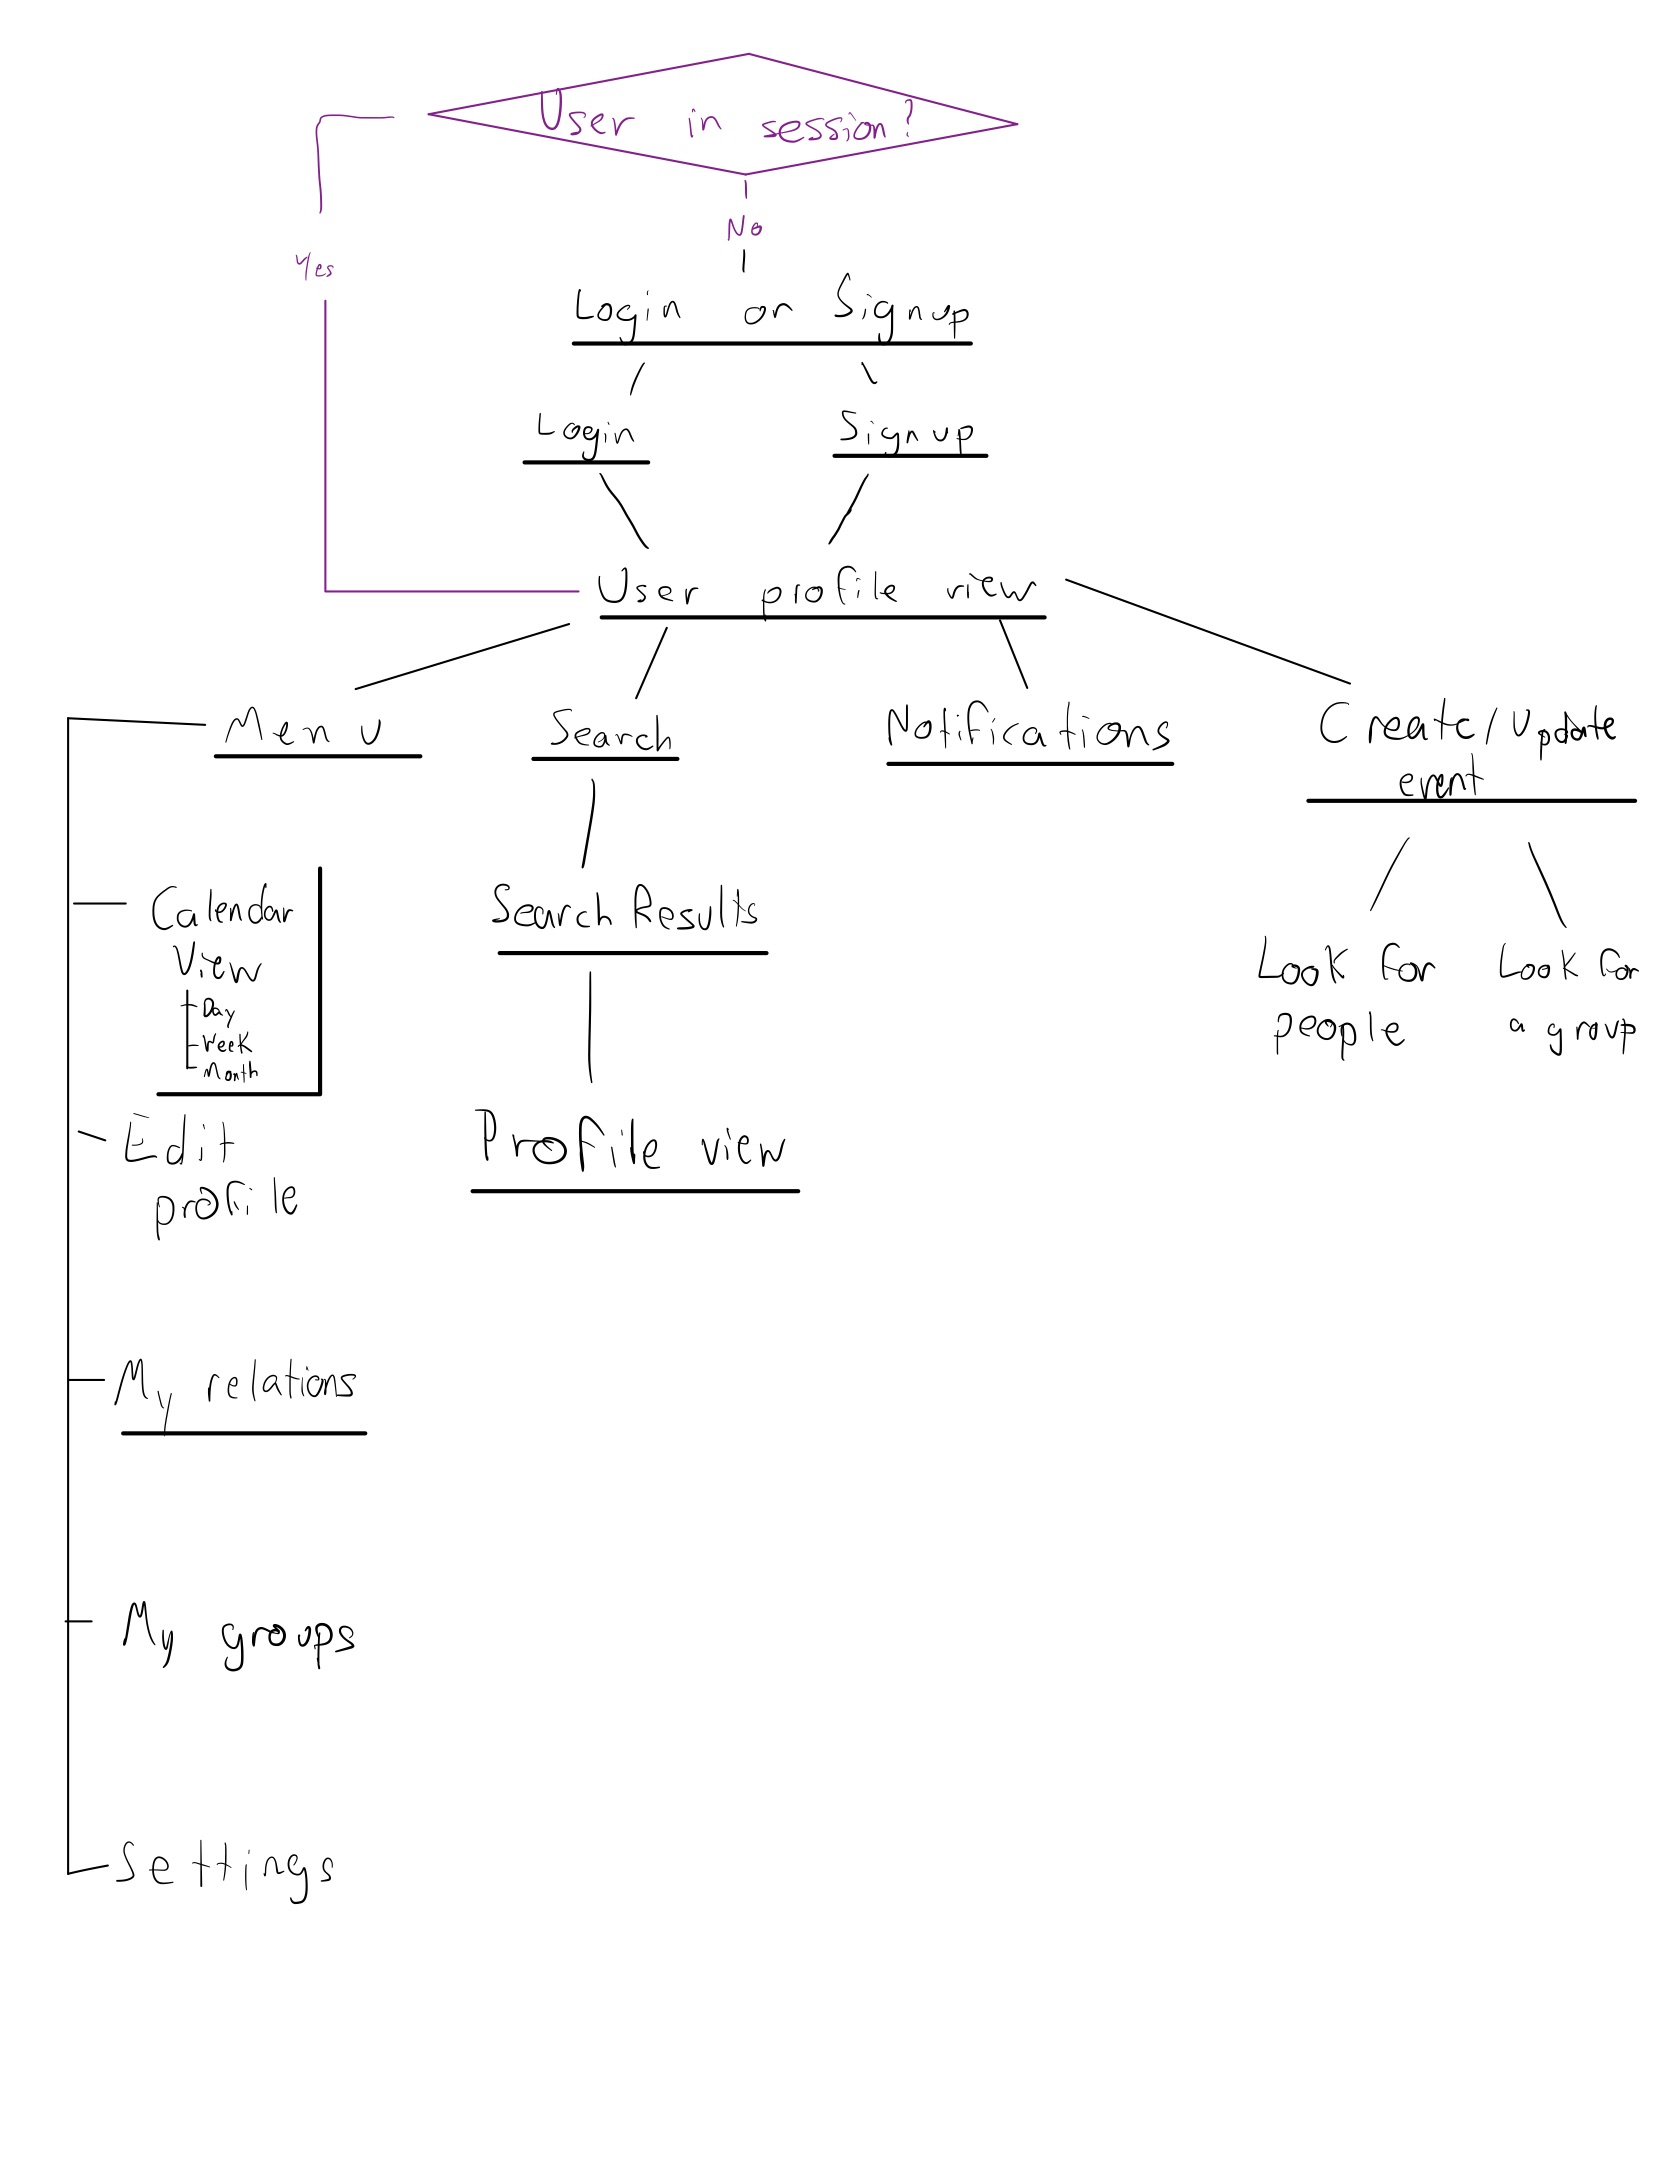 User in session?
No
Yes
Login or Signup
Login
Signup
User profile view
Menu
Search
Notifications
Create/Update
event
Calendar
View
Day
Week
Month
Search Results
Look for
people
Look for
a group
Edit
profile
Profile view
My relations
My groups
Settings